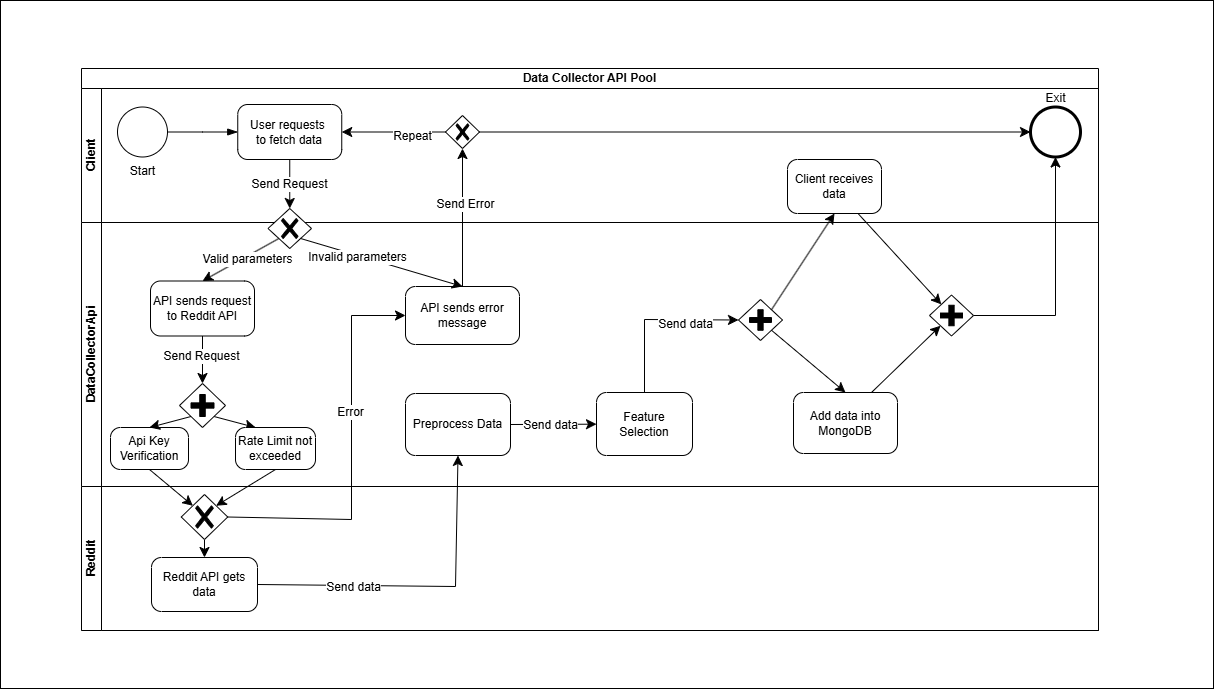 Data Collector API Pool
Client
Start
User requests
to fetch data
Repeat
Exit
Send Request
Send Error
Client receives
data
DataCollectorApi
Valid parameters
Invalid parameters
API sends request
to Reddit API
API sends error
message
Send data
Send Request
Error
Api Key
Verification
Rate Limit not
exceeded
Preprocess Data
Send data
Feature
Selection
Add data into
MongoDB
Reddit
Reddit API gets
data
Send data